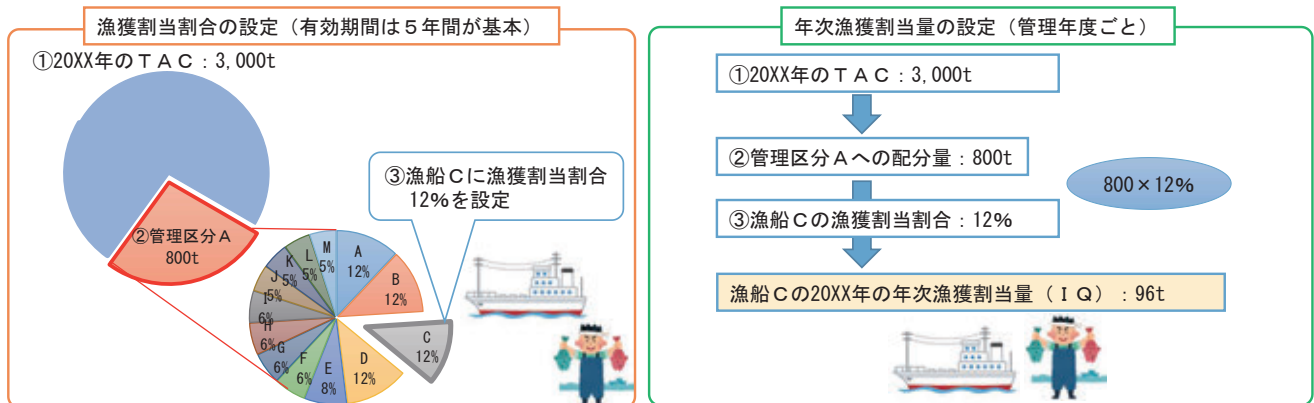 漁獲割当割合の設定（有効期間は５年間が基本）
①20XX年のＴＡＣ：3,000t
②管理区分Ａ
800t
③漁船Ｃに漁獲割当割合
12%を設定
A
12%
B
12%
C
12%
D
12%
E
8%
F
6%
G
6%
H
6%
I
6%
J
5%
K
5%
L
5%
M
5%
年次漁獲割当量の設定（管理年度ごと）
①20XX年のＴＡＣ：3,000t
②管理区分Ａへの配分量：800t
800×12%
③漁船Ｃの漁獲割当割合：12%
漁船Ｃの20XX年の年次漁獲割当量（ＩＱ）：96t